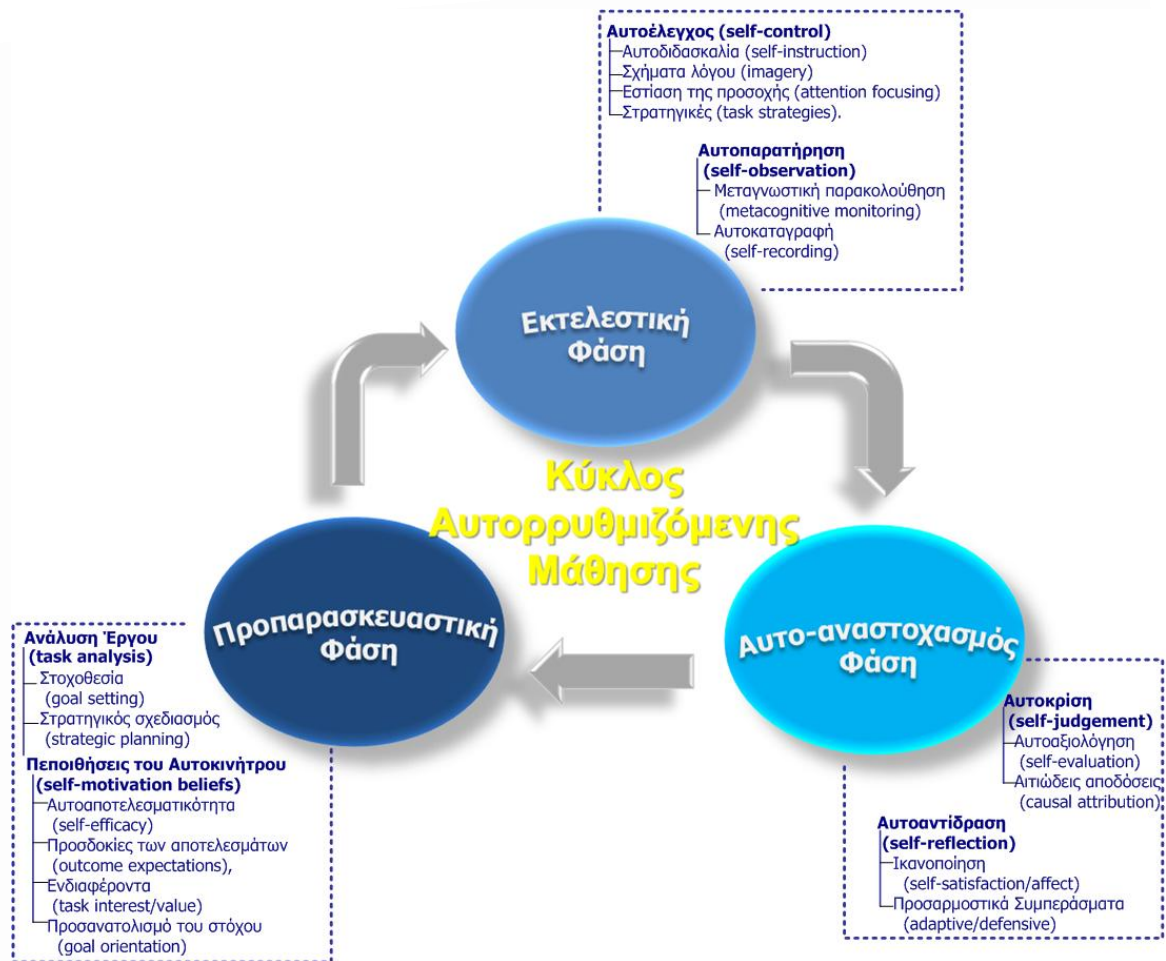 Αυτοέλεγχος (self-control)
Αυτοδιδασκαλία (self-instruction)
Σχήματα λόγου (imagery)
Εστίαση της προσοχής (attention focusing)
Στρατηγικές (task strategies).
Αυτοπαρατήρηση
(self-observation)
Μεταγνωστική παρακολούθηση
(metacognitive monitoring)
Αυτοκαταγραφή
(self-recording)
Εκτελεστική
Φάση
Κύκλος
Αυτορρυθμιζόμενης
Μάθησης
Προπαρασκευαστική
Φάση
Αυτο-αναστοχασμός
Φάση
Ανάλυση Έργου
(task analysis)
Στοχοθεσία
(goal setting)
Στρατηγικός σχεδιασμός
(strategic planning)
Πεποιθήσεις του Αυτοκινήτρου
(self-motivation beliefs)
Αυτοαποτελεσματικότητα
(self-efficacy)
Προσδοκίες των αποτελεσμάτων
(outcome expectations),
Ενδιαφέροντα
(task interest/value)
Προσανατολισμό του στόχου
(goal orientation)
Αυτοκρίση
(self-judgement)
Αυτοαξιολόγηση
(self-evaluation)
Αιτιώδεις αποδόσεις
(causal attribution)
Αυτοαντίδραση
(self-reflection)
Ικανοποίηση
(self-satisfaction/affect)
Προσαρμοστικά Συμπεράσματα
(adaptive/defensive)